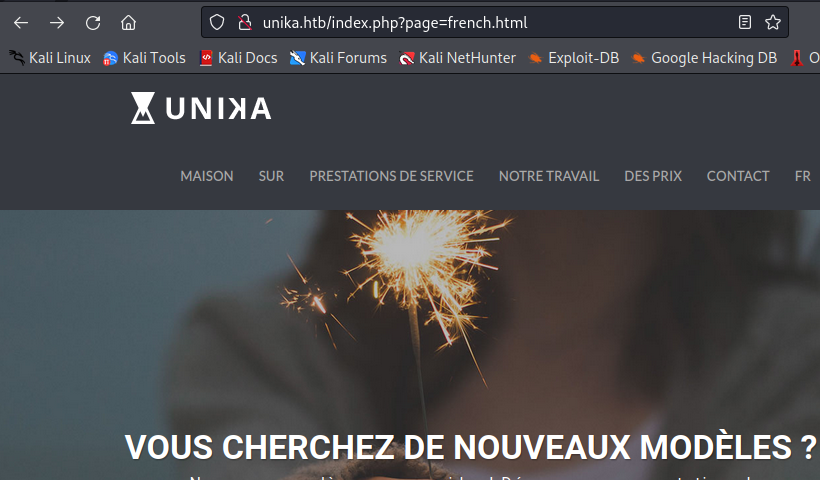 unika.htb/index.php?page=french.html
Kali Linux Kali Tools Kali Docs Kali Forums Kali NetHunter Exploit-DB Google Hacking DB
UNIKA
MAISON SUR PRESTATIONS DE SERVICE NOTRE TRAVAIL DES PRIX CONTACT FR
VOUS CHERCHEZ DE NOUVEAUX MODÈLES ?